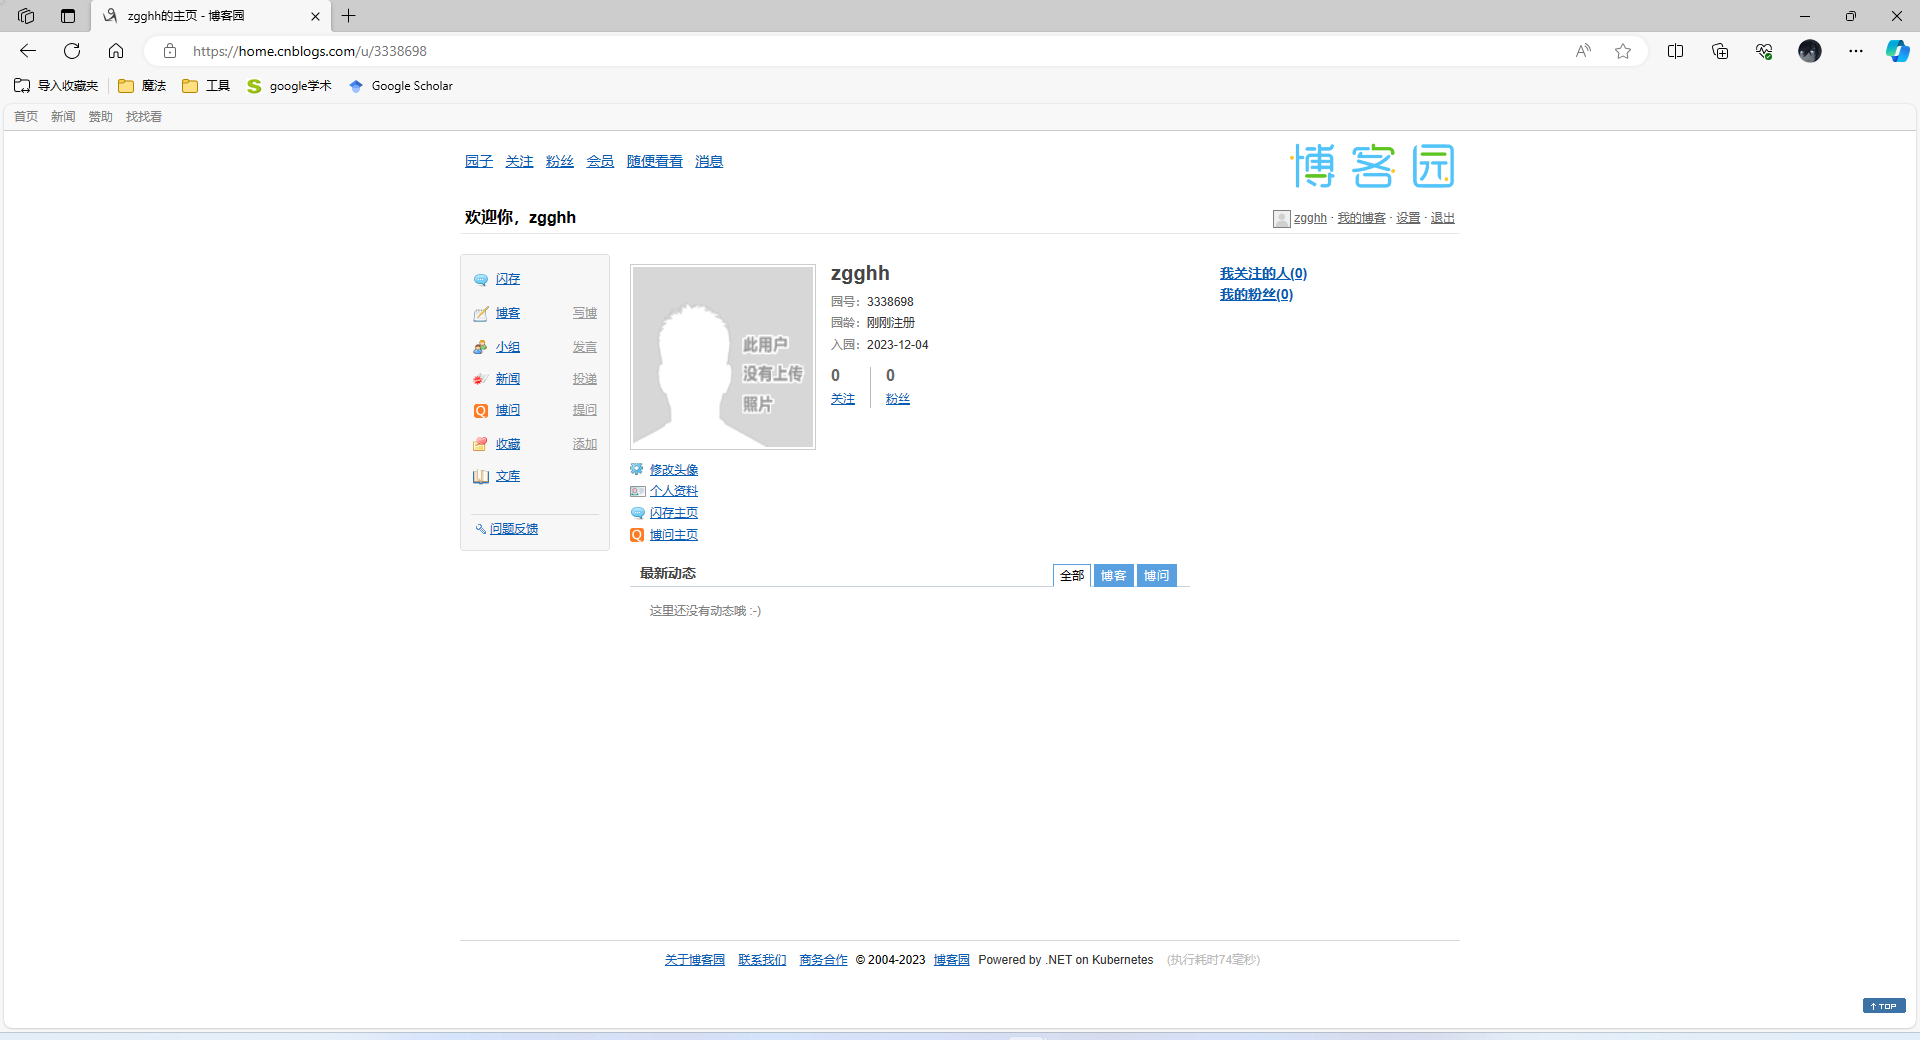 zgghh的主页 - 博客园
https://home.cnblogs.com/u/3338698
导入收藏夹 魔法 工具 google学术 Google Scholar
首页 新闻 赞助 找找看
园子 关注 粉丝 会员 随便看看 消息
博客园
欢迎你，zgghh
zgghh · 我的博客 · 设置 · 退出
闪存
博客 写博
小组 发言
新闻 投递
博问 提问
收藏 添加
文库
问题反馈
此用户
没有上传
照片
zgghh
园号：3338698
园龄：刚刚注册
入园：2023-12-04
0 0
关注 粉丝
我关注的人(0)
我的粉丝(0)
修改头像
个人资料
闪存主页
博问主页
最新动态 全部 博客 博问
这里还没有动态哦 :-)
关于博客园 联系我们 商务合作 © 2004-2023 博客园 Powered by .NET on Kubernetes (执行耗时74毫秒)
TOP